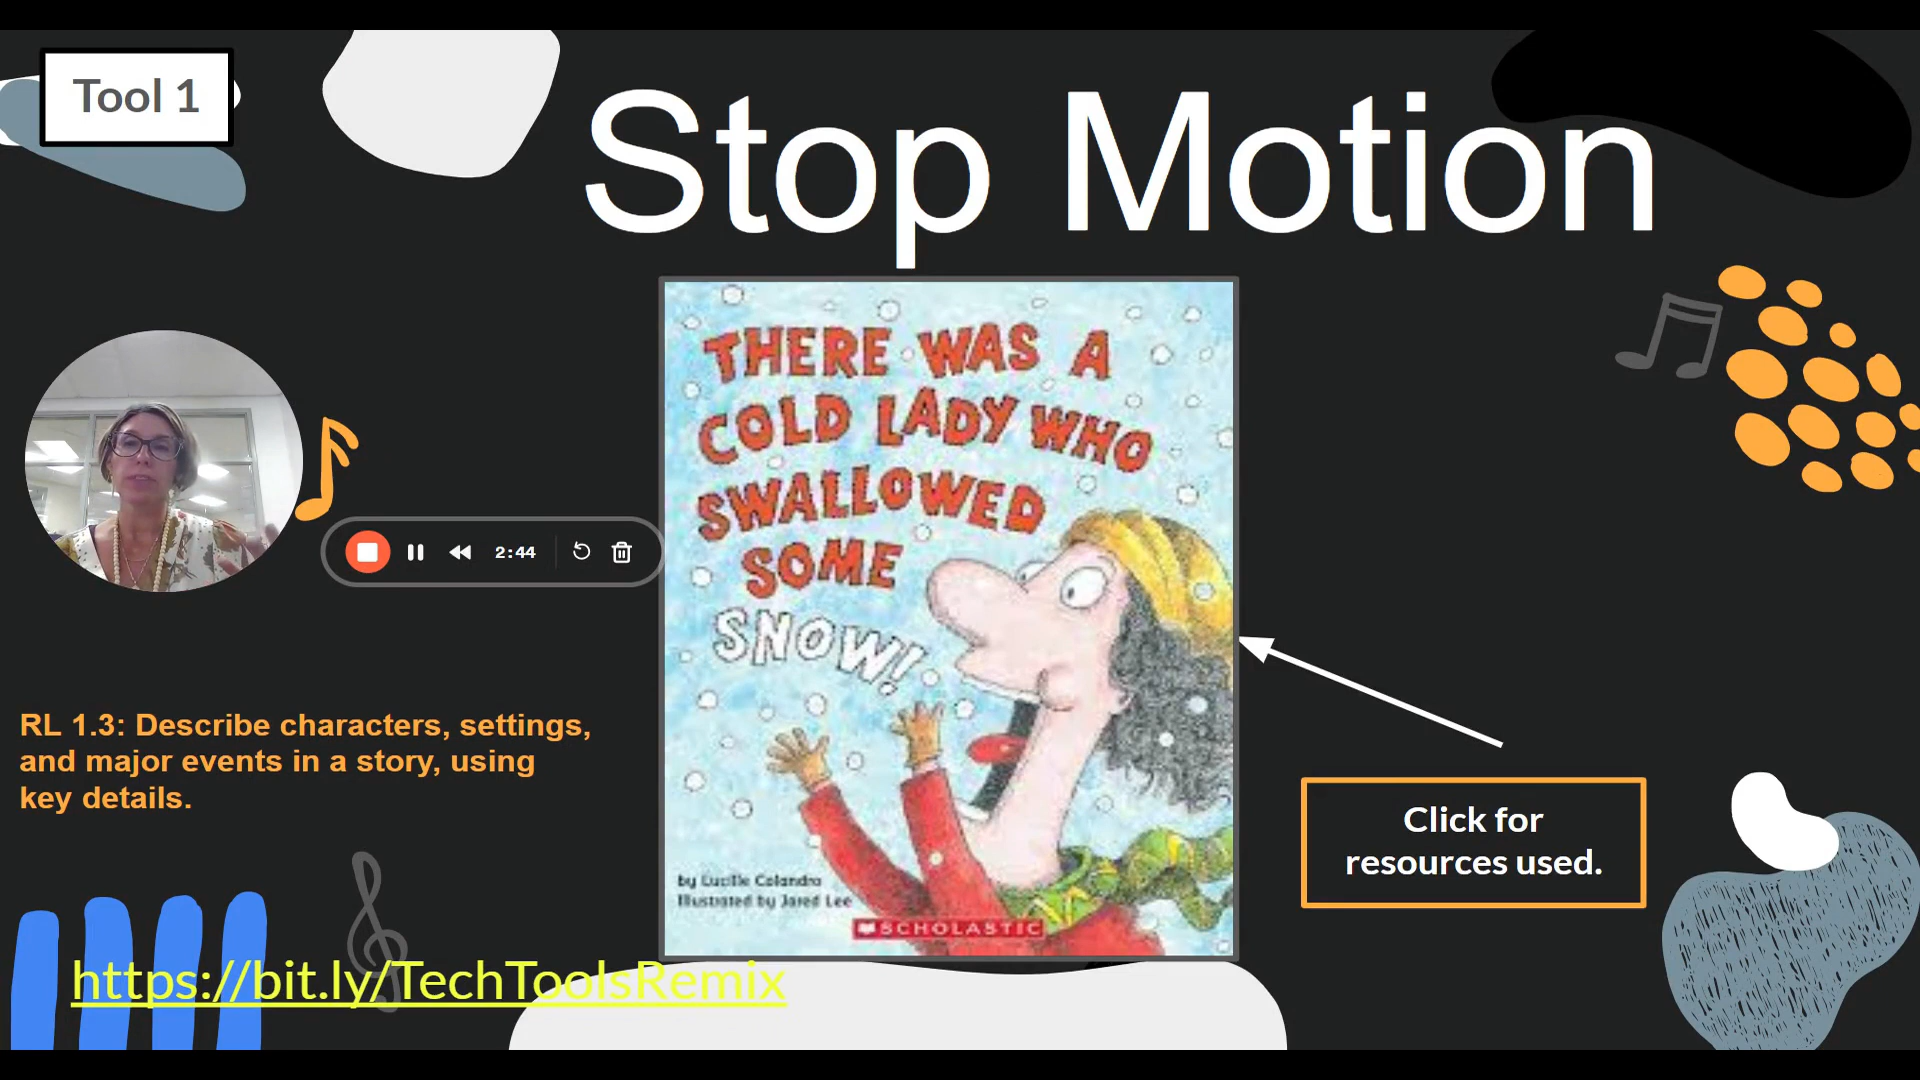 Tool 1
Stop Motion
THERE WAS A
COLD LADY WHO
SWALLOWED
SOME
SNOW!
2:44
RL 1.3: Describe characters, settings,
and major events in a story, using
key details.
Click for
resources used.
by Lucille Colandro
Illustrated by Jared Lee
SCHOLASTIC
https://bit.ly/TechToolsRemix